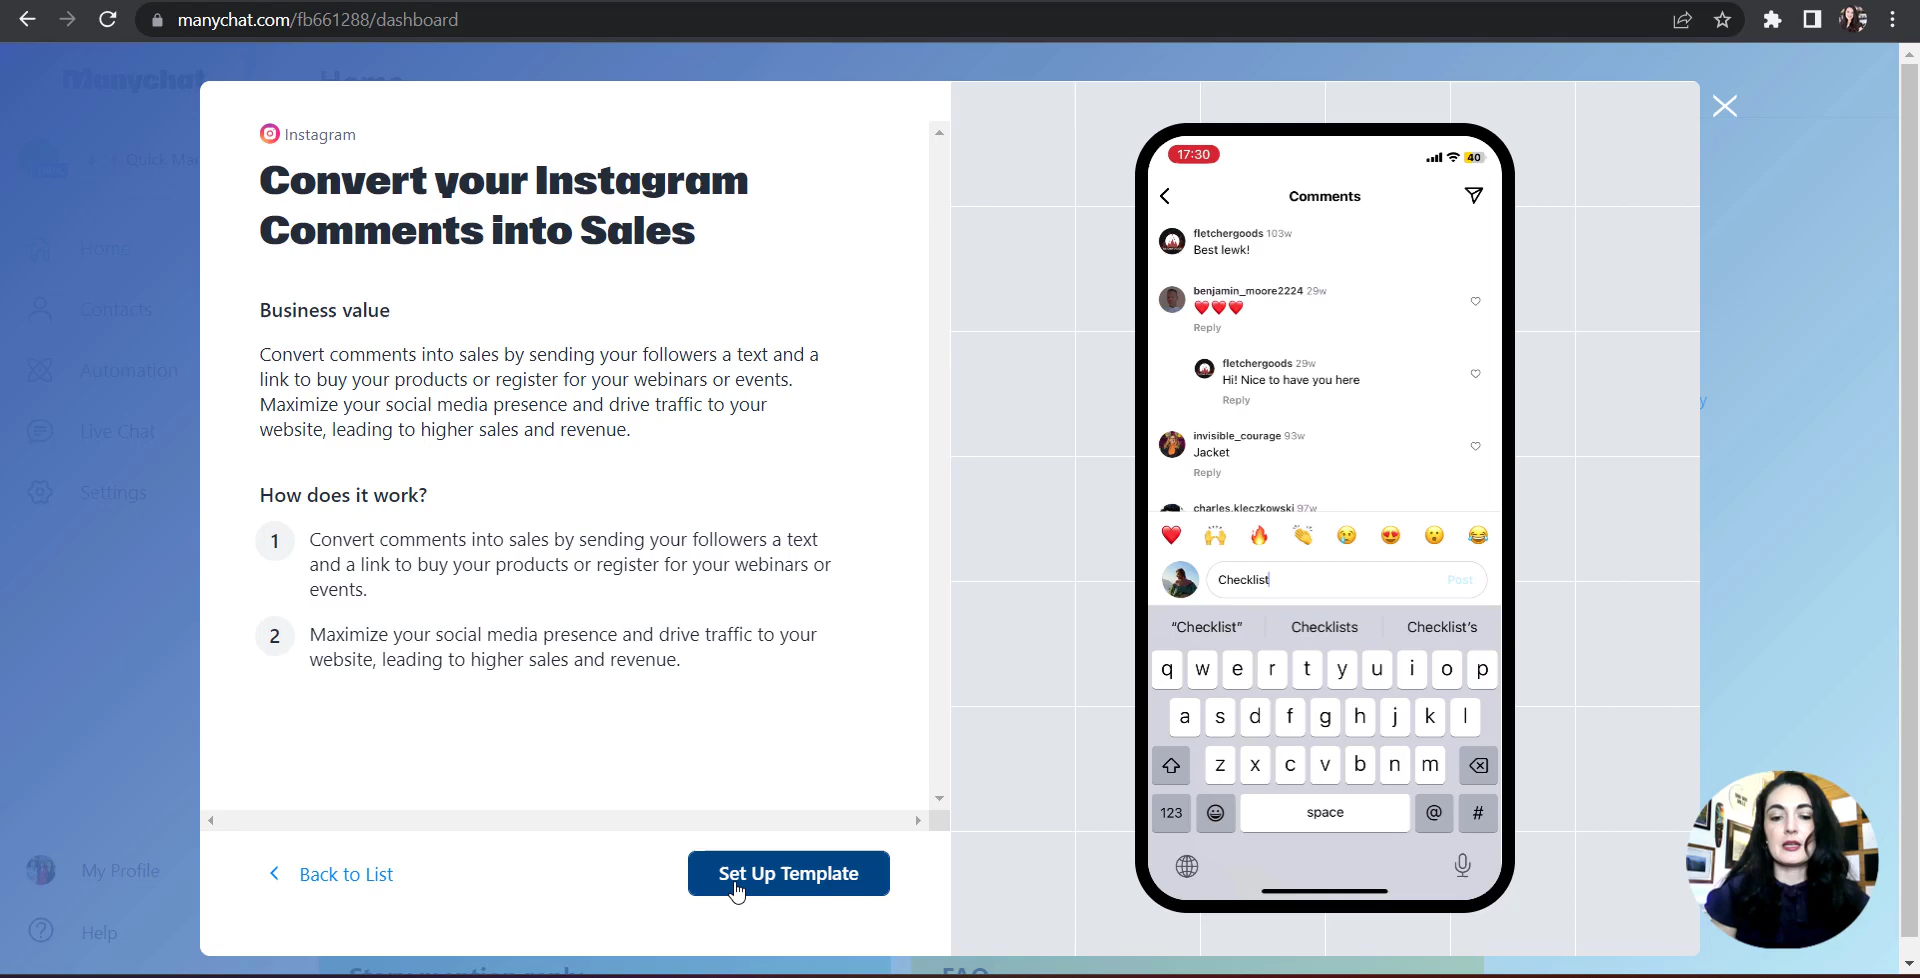 manychat.com/fb661288/dashboard
Manychat
Home
Home
Contacts
Automation
Live Chat
Settings
My Profile
Help
Instagram
Convert your Instagram
Comments into Sales
Business value
Convert comments into sales by sending your followers a text and a
link to buy your products or register for your webinars or events.
Maximize your social media presence and drive traffic to your
website, leading to higher sales and revenue.
How does it work?
1
Convert comments into sales by sending your followers a text
and a link to buy your products or register for your webinars or
events.
2
Maximize your social media presence and drive traffic to your
website, leading to higher sales and revenue.
Back to List
Set Up Template
17:30
40
Comments
fletchergoods 103w
Best lewk!
benjamin_moore2224 29w
❤️❤️❤️
Reply
fletchergoods 29w
Hi! Nice to have you here
Reply
invisible_courage 93w
Jacket
Reply
charles.kleczkowski 97w
Checklist
Post
"Checklist" Checklists Checklist's
q w e r t y u i o p
a s d f g h j k l
z x c v b n m
123 space @ #
Story mention reply
FAQ